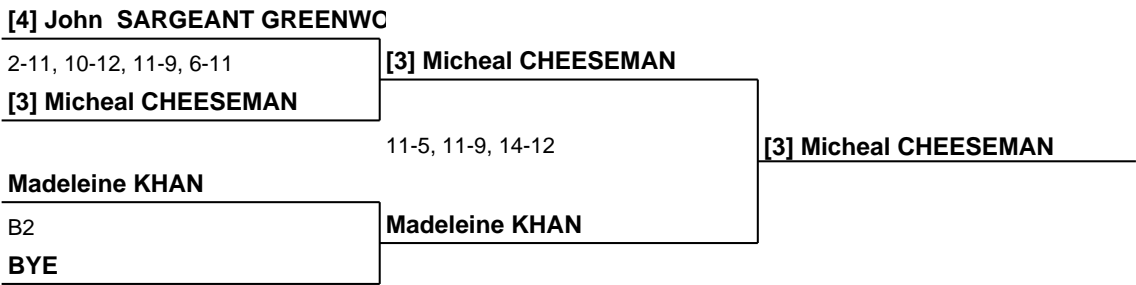 [4] John SARGEANT GREENWO
2-11, 10-12, 11-9, 6-11
[3] Micheal CHEESEMAN
[3] Micheal CHEESEMAN
11-5, 11-9, 14-12
[3] Micheal CHEESEMAN
Madeleine KHAN
B2
BYE
Madeleine KHAN